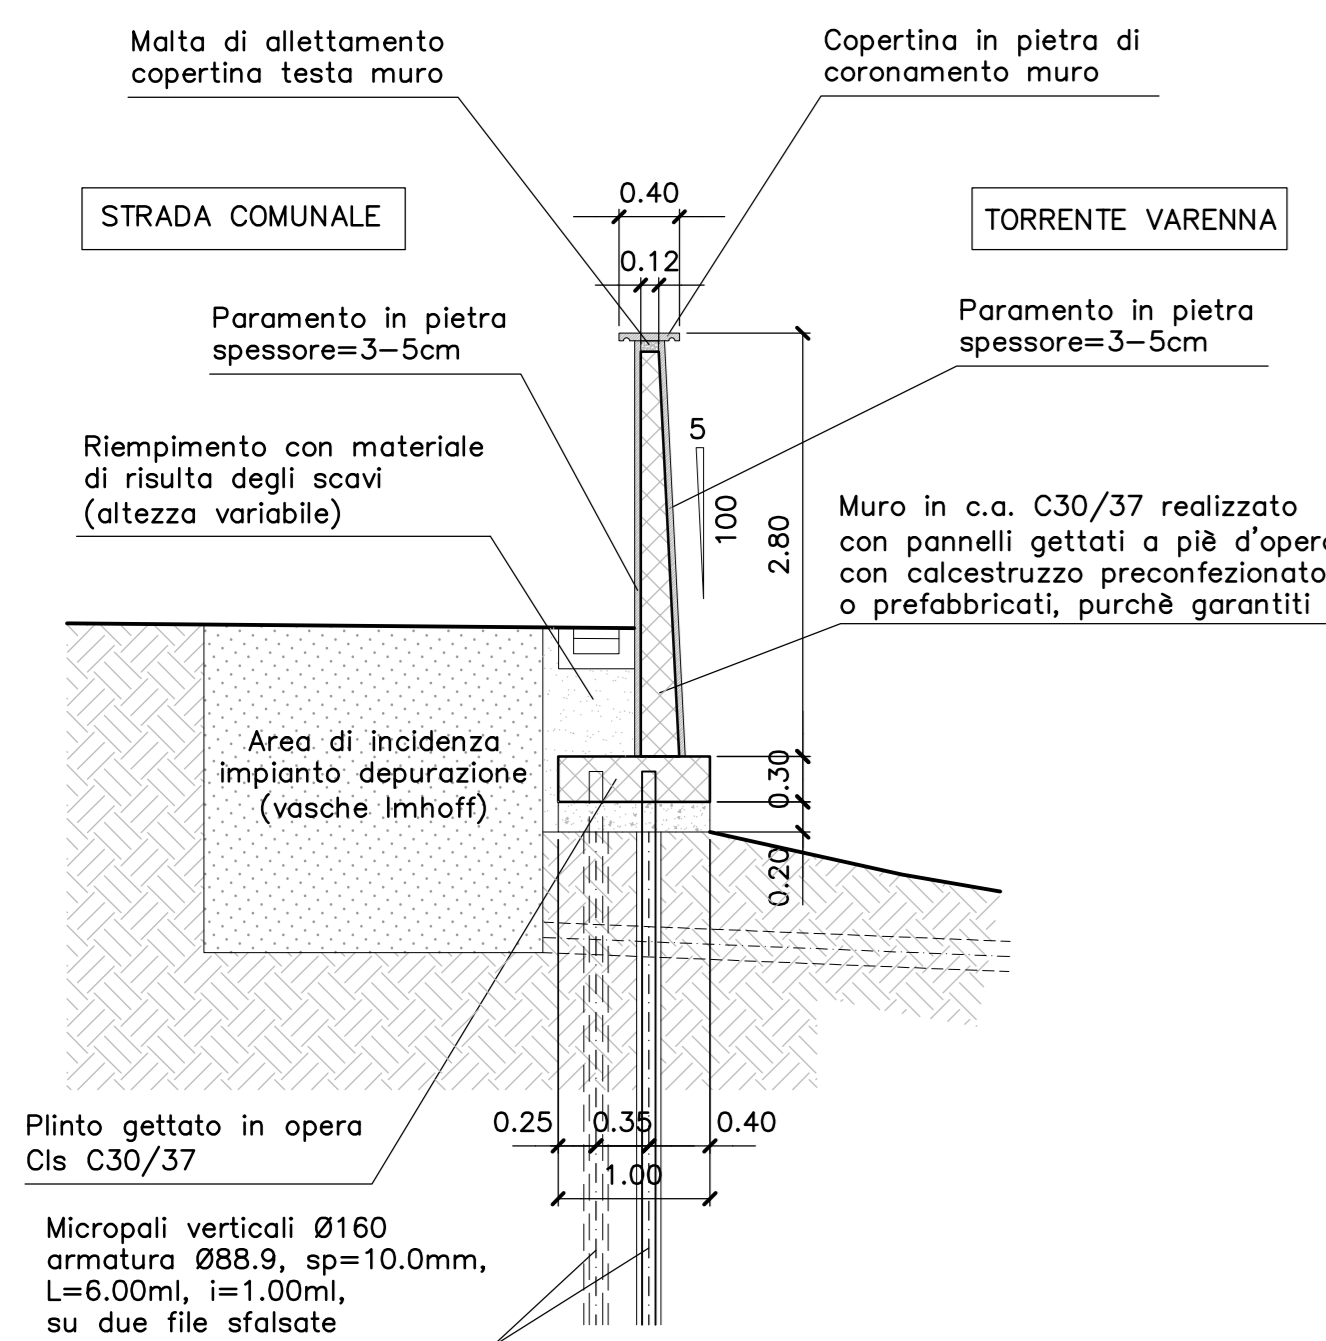 Malta di allettamento
copertina testa muro
Copertina in pietra di
coronamento muro
STRADA COMUNALE
0.40
TORRENTE VARENNA
0.12
Paramento in pietra
spessore=3-5cm
Paramento in pietra
spessore=3-5cm
5
100
2.80
Riempimento con materiale
di risulta degli scavi
(altezza variabile)
Muro in c.a. C30/37 realizzato
con pannelli gettati a piè d'opera
con calcestruzzo preconfezionato
o prefabbricati, purchè garantiti
Area di incidenza
impianto depurazione
(vasche Imhoff)
0.30
0.20
Plinto gettato in opera
Cls C30/37
0.25
0.35
0.40
1.00
Micropali verticali Ø160
armatura Ø88.9, sp=10.0mm,
L=6.00ml, i=1.00ml,
su due file sfalsate